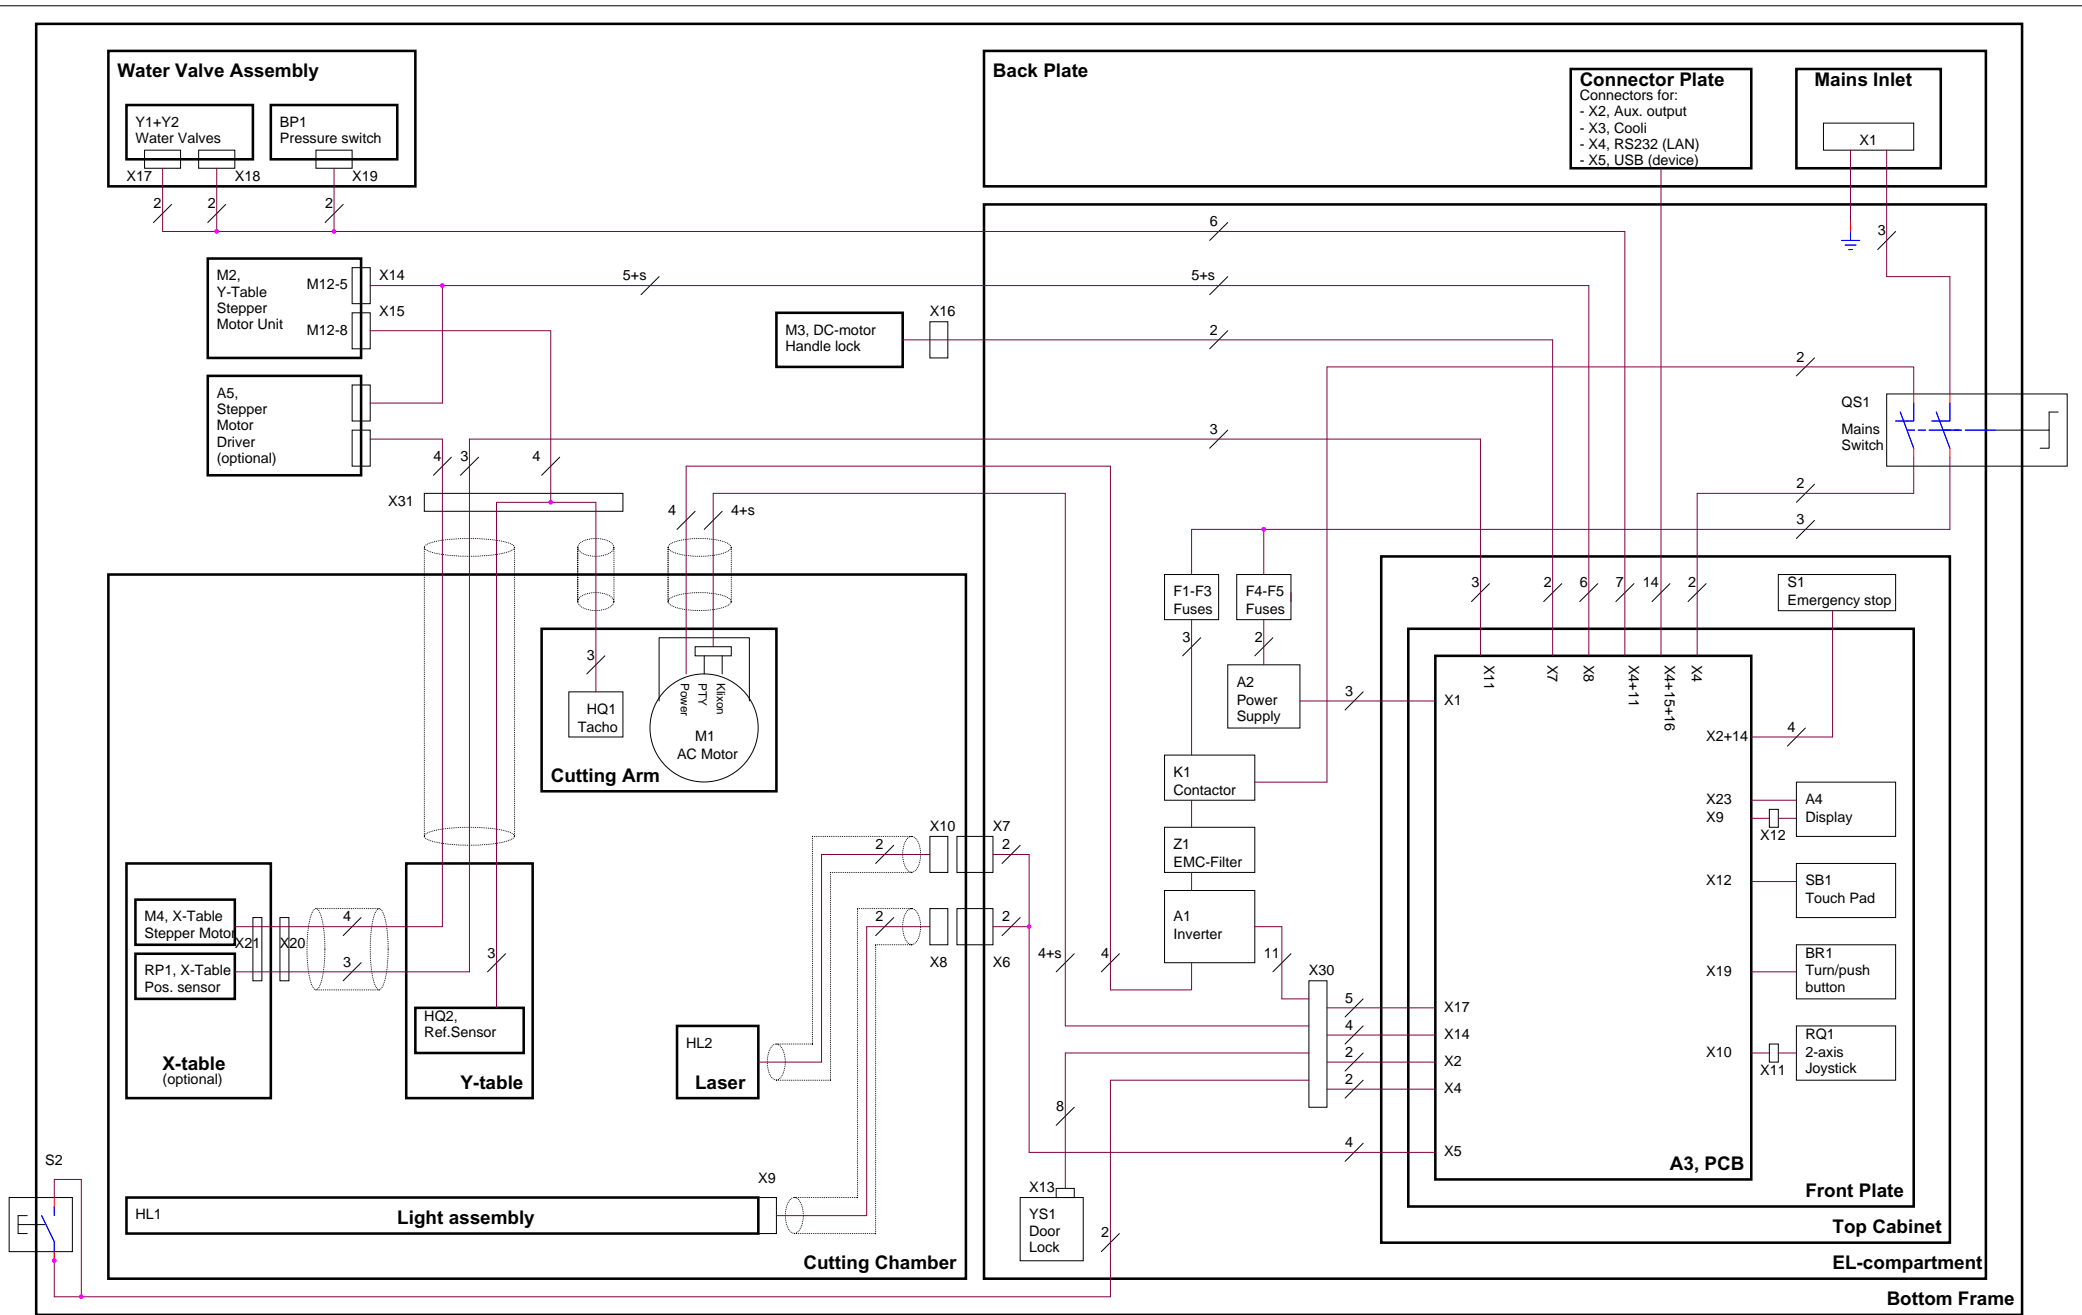 Water Valve Assembly
Y1+Y2
Water Valves
BP1
Pressure switch
X17
X18
X19
2
2
2
Back Plate
Connector Plate
Connectors for:
- X2, Aux. output
- X3, Cooli
- X4, RS232 (LAN)
- X5, USB (device)
Mains Inlet
X1
6
3
M2,
Y-Table
Stepper
Motor Unit
M12-5
M12-8
X14
X15
5+s
5+s
M3, DC-motor
Handle lock
X16
2
2
A5,
Stepper
Motor
Driver
(optional)
QS1
Mains
Switch
4
3
4
3
X31
4
4+s
2
3
F1-F3
Fuses
F4-F5
Fuses
3
2
6
7
14
2
S1
Emergency stop
3
2
3
HQ1
Tacho
Power
PTY
Klixon
M1
AC Motor
Cutting Arm
A2
Power
Supply
3
X1
X11
X7
X8
X4+11
X4+15+16
X4
X2+14
4
K1
Contactor
X23
X9
A4
Display
X12
Z1
EMC-Filter
X12
SB1
Touch Pad
X10
X7
2
2
A1
Inverter
11
X8
X6
2
2
4+s
4
X30
M4, X-Table
Stepper Motor
RP1, X-Table
Pos. sensor
X21
X20
4
3
3
X-table
(optional)
HQ2,
Ref.Sensor
Y-table
HL2
Laser
5
4
2
2
X17
X14
X2
X4
X19
BR1
Turn/push
button
X10
X11
RQ1
2-axis
Joystick
8
4
X5
A3, PCB
Front Plate
Top Cabinet
S2
X9
HL1
Light assembly
X13
YS1
Door
Lock
2
Cutting Chamber
EL-compartment
Bottom Frame